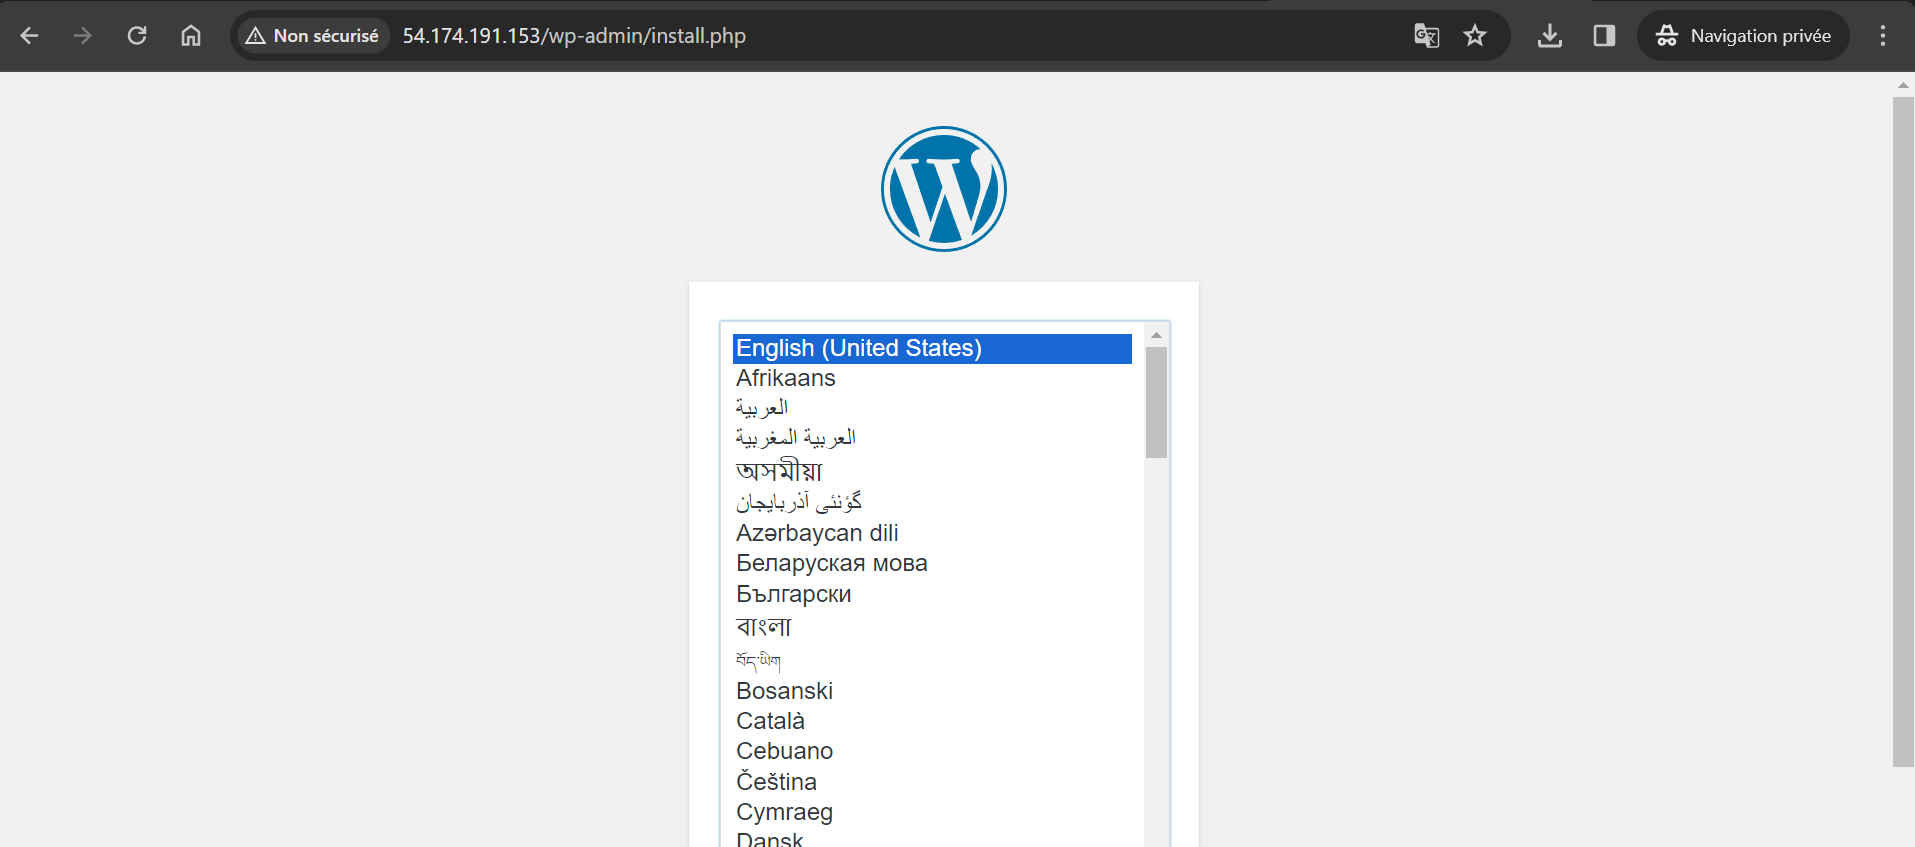 Non sécurisé 54.174.191.153/wp-admin/install.php Navigation privée
English (United States)
Afrikaans
العربية
العربية المغربية
অসমীয়া
گؤنئی آذربایجان
Azərbaycan dili
Беларуская мова
Български
বাংলা
བོད་ཡིག
Bosanski
Català
Cebuano
Čeština
Cymraeg
Dansk